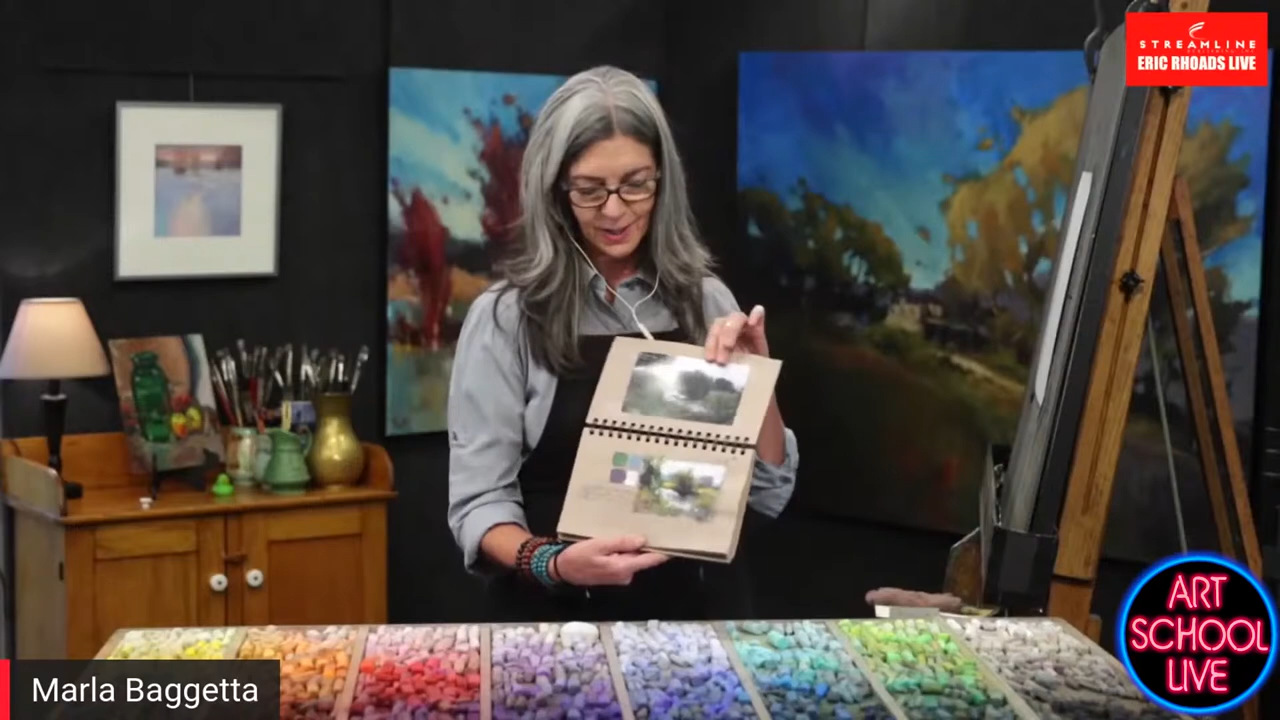 STREAMLINE
ERIC RHOADS LIVE
ART
SCHOOL
LIVE
Marla Baggetta